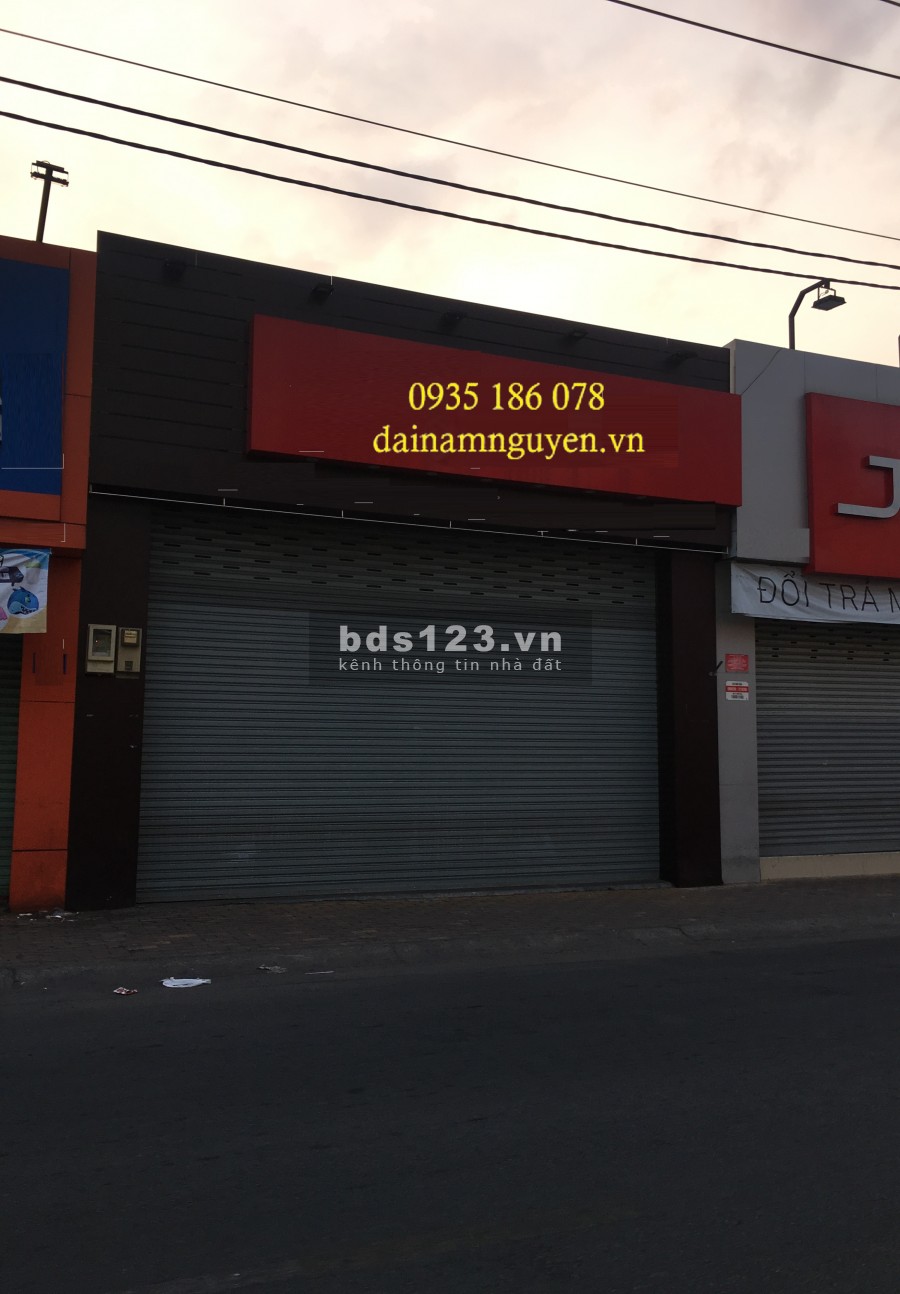 0935 186 078
dainamnguyen.vn
J
ĐỔI TRẢ
bds123.vn
kênh thông tin nhà đất